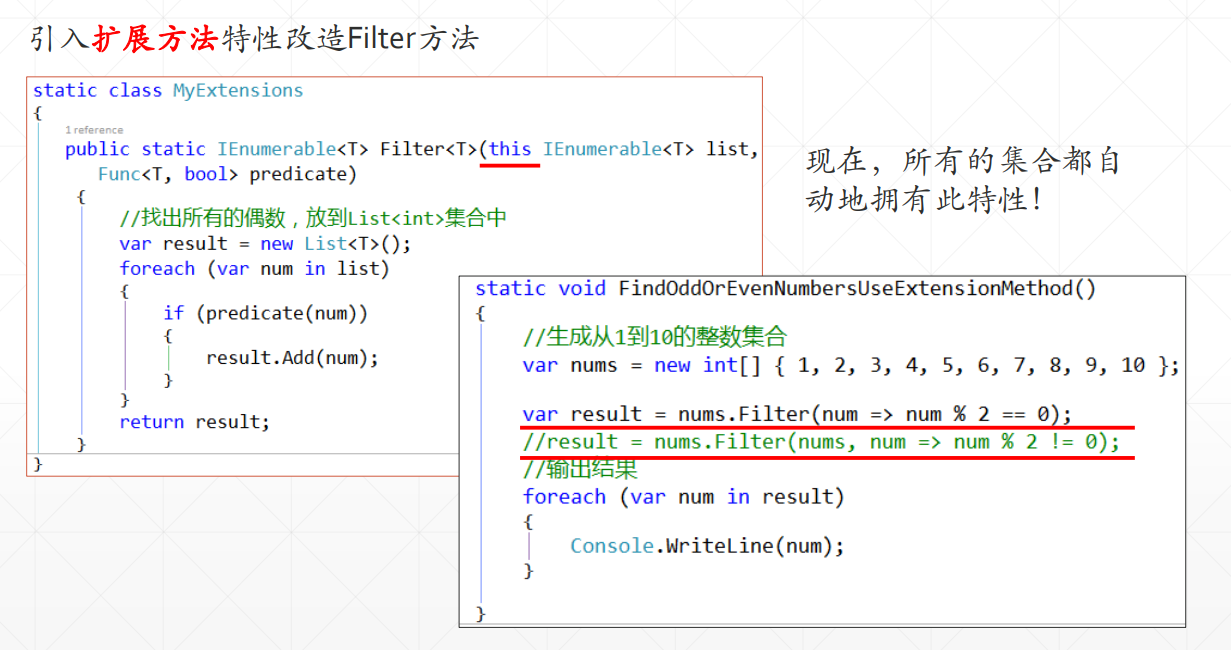 引入扩展方法特性改造Filter方法
static class MyExtensions
{
1 reference
public static IEnumerable<T> Filter<T>(this IEnumerable<T> list,
Func<T, bool> predicate)
{
//找出所有的偶数，放到List<int>集合中
var result = new List<T>();
foreach (var num in list)
{
if (predicate(num))
{
result.Add(num);
}
}
return result;
}
}
现在，所有的集合都自
动地拥有此特性！
static void FindOddOrEvenNumbersUseExtensionMethod()
{
//生成从1到10的整数集合
var nums = new int[] { 1, 2, 3, 4, 5, 6, 7, 8, 9, 10 };
var result = nums.Filter(num => num % 2 == 0);
//result = nums.Filter(nums, num => num % 2 != 0);
//输出结果
foreach (var num in result)
{
Console.WriteLine(num);
}
}